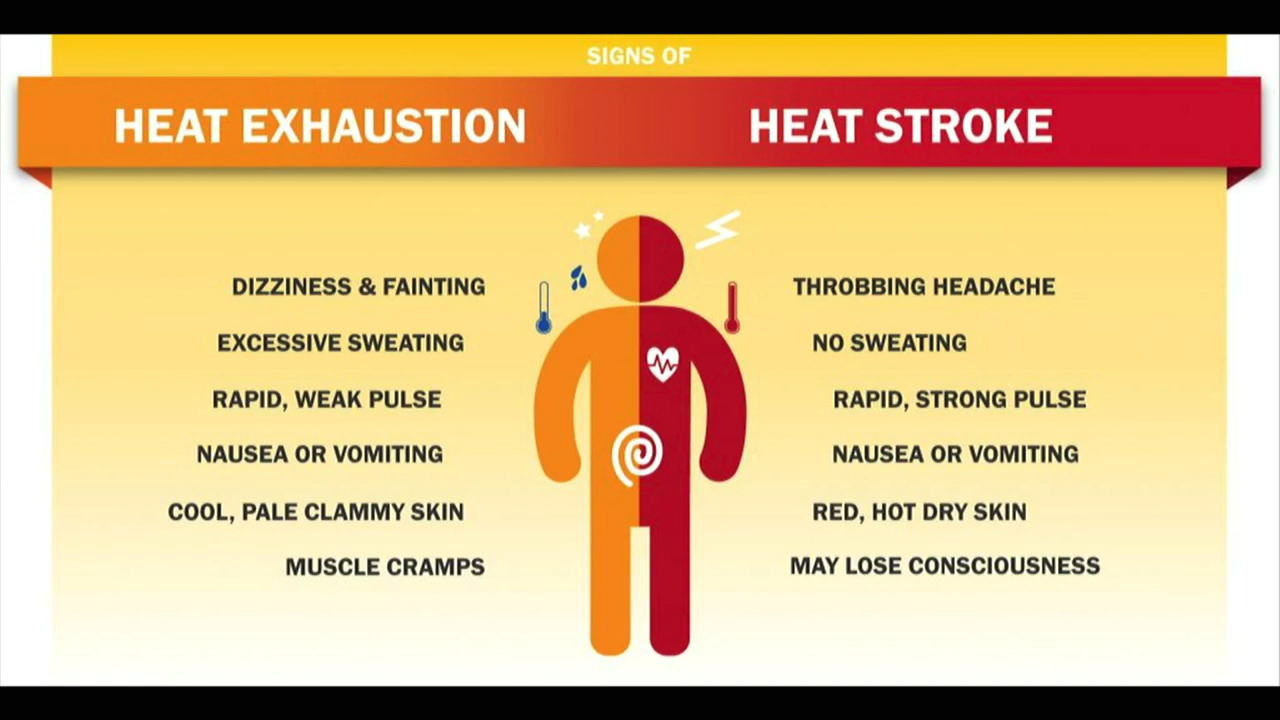 SIGNS OF
HEAT EXHAUSTION
HEAT STROKE
DIZZINESS & FAINTING
EXCESSIVE SWEATING
RAPID, WEAK PULSE
NAUSEA OR VOMITING
COOL, PALE CLAMMY SKIN
MUSCLE CRAMPS
THROBBING HEADACHE
NO SWEATING
RAPID, STRONG PULSE
NAUSEA OR VOMITING
RED, HOT DRY SKIN
MAY LOSE CONSCIOUSNESS